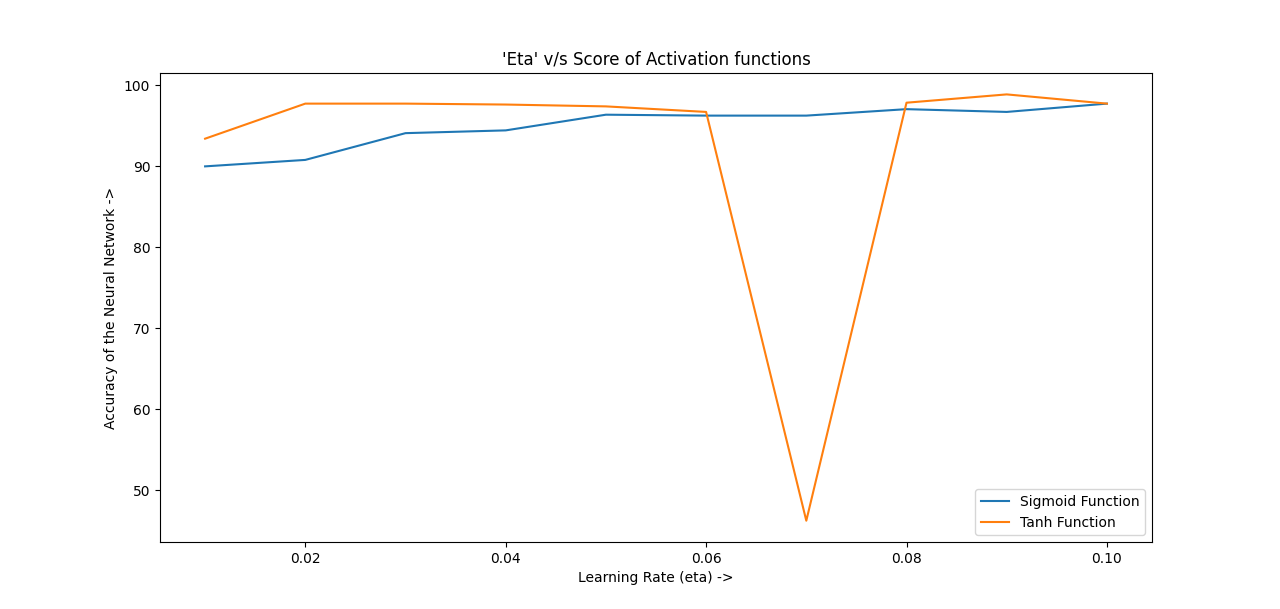 'Eta' v/s Score of Activation functions
Accuracy of the Neural Network ->
100
90
80
70
60
50
0.02
0.04
0.06
0.08
0.10
Learning Rate (eta) ->
Sigmoid Function
Tanh Function